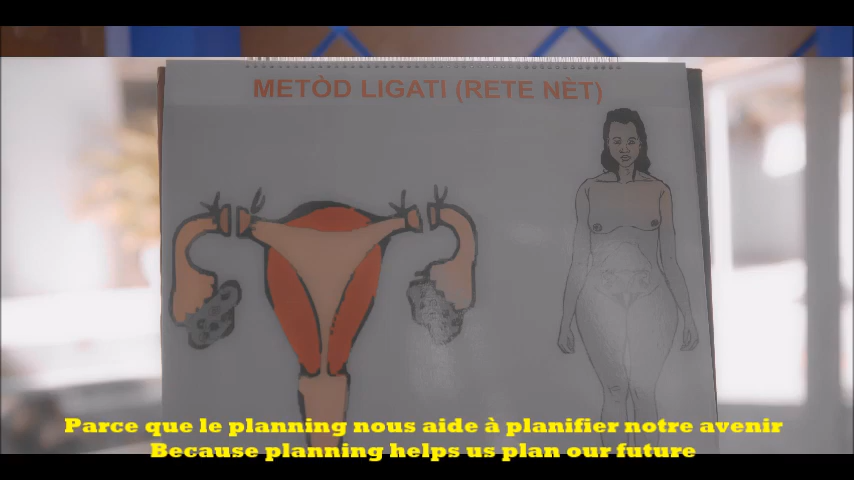 METÒD LIGATI (RETE NÈT)
Parce que le planning nous aide à planifier notre avenir
Because planning helps us plan our future